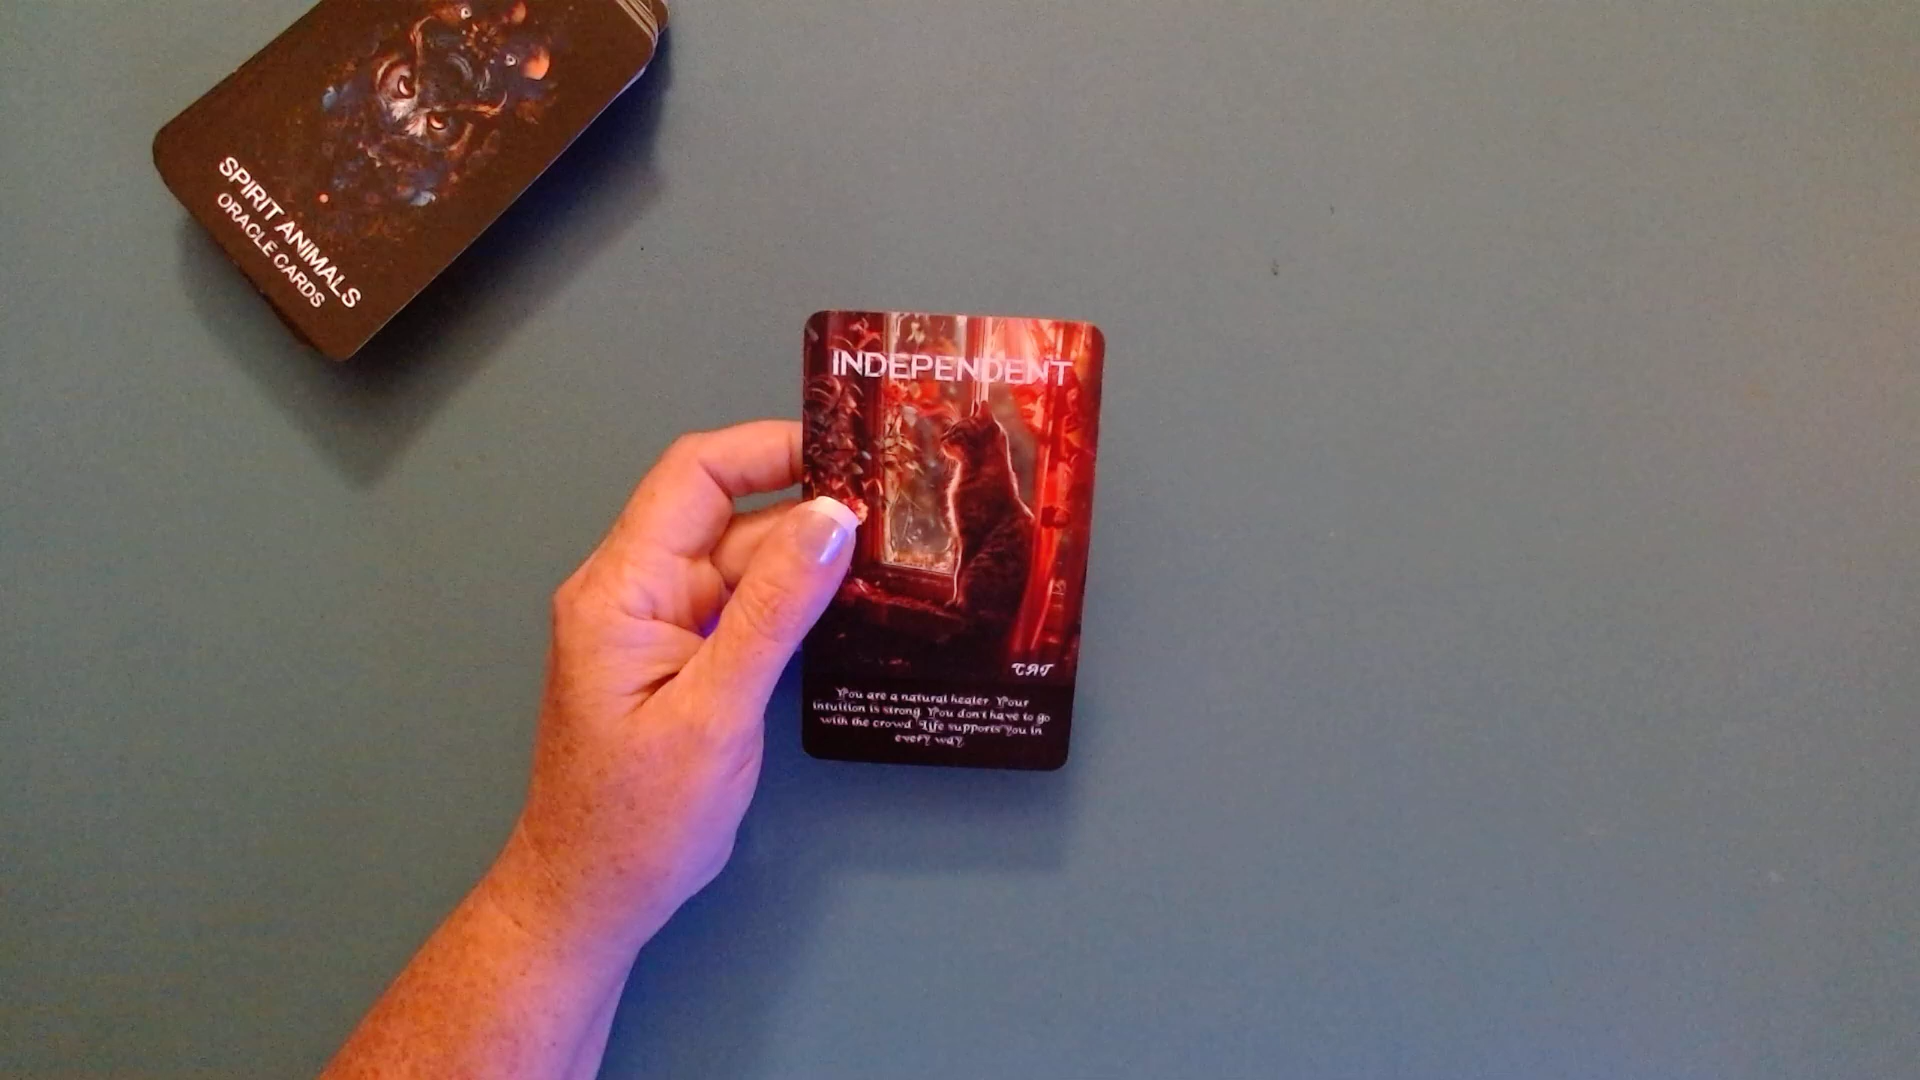 SPIRIT ANIMALS
ORACLE CARDS
INDEPENDENT
CAT
You are a natural healer. Your
intuition is strong. You don't have to go
with the crowd. Life supports you in
every way.